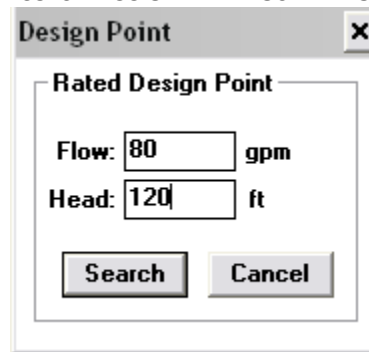 Design Point
Rated Design Point
Flow: 80 gpm
Head: 120 ft
Search Cancel